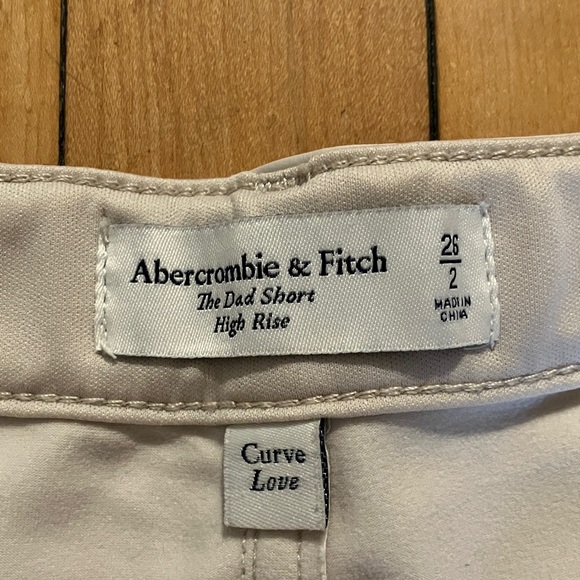 Abercrombie & Fitch
The Dad Short
High Rise
26
2
MADE IN
CHINA
Curve
Love